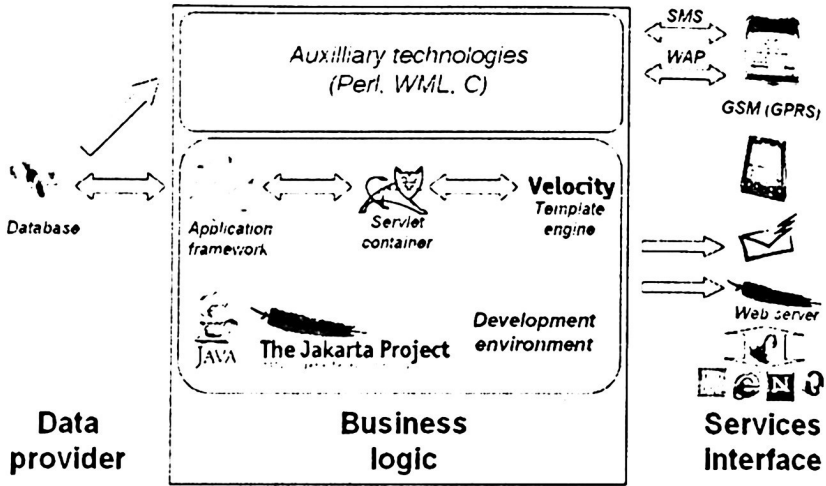 Auxilliary technologies
(Perl, WML, C)
SMS
WAP
GSM (GPRS)
Database
Application
framework
Servlet
container
Velocity
Template
engine
Web server
JAVA
The Jakarta Project
Development
environment
N
Data
provider
Business
logic
Services
interface